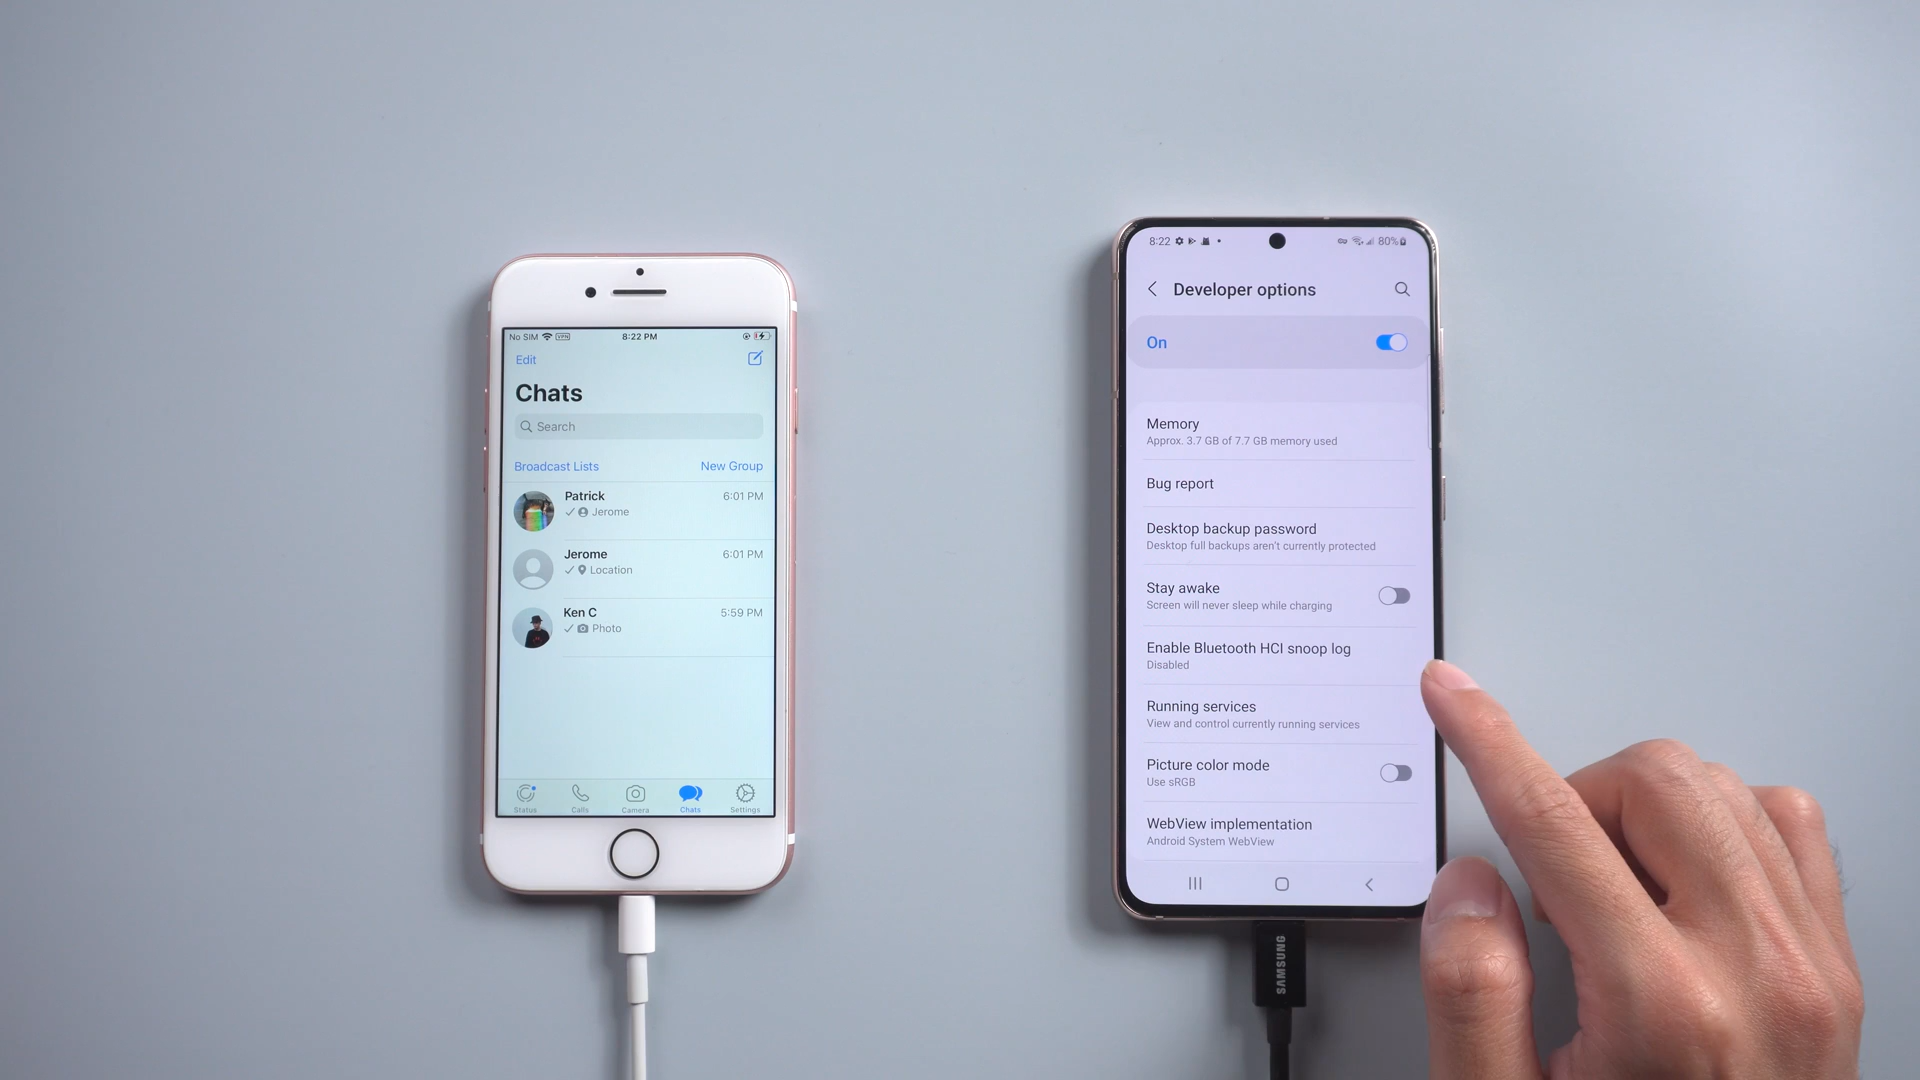 No SIM VPN 8:22 PM
Edit
Chats
Search
Broadcast Lists New Group
Patrick 6:01 PM
Jerome
Jerome 6:01 PM
Location
Ken C 5:59 PM
Photo
Status Calls Camera Chats Settings
8:22 80%
Developer options
On
Memory
Approx. 3.7 GB of 7.7 GB memory used
Bug report
Desktop backup password
Desktop full backups aren't currently protected
Stay awake
Screen will never sleep while charging
Enable Bluetooth HCI snoop log
Disabled
Running services
View and control currently running services
Picture color mode
Use sRGB
WebView implementation
Android System WebView
SAMSUNG